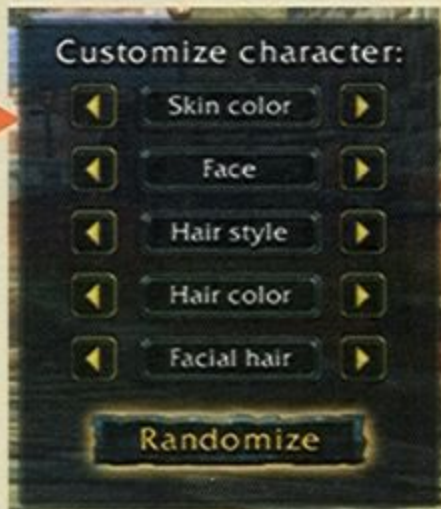 Customize character:
Skin color
Face
Hair style
Hair color
Facial hair
Randomize